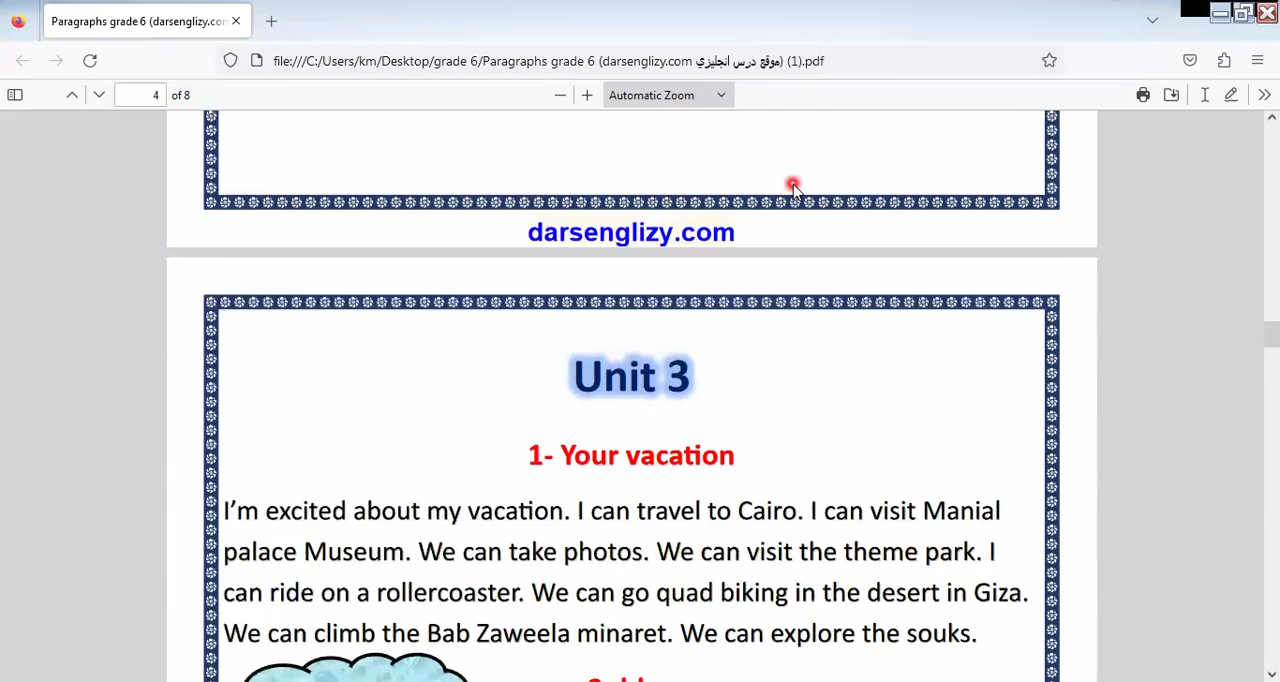 Paragraphs grade 6 (darsenglizy.com
file:///C:/Users/km/Desktop/grade 6/Paragraphs grade 6 (darsenglizy.com موقع درس انجليزي) (1).pdf
4 of 8
Automatic Zoom
darsenglizy.com
Unit 3
1- Your vacation
I'm excited about my vacation. I can travel to Cairo. I can visit Manial
palace Museum. We can take photos. We can visit the theme park. I
can ride on a rollercoaster. We can go quad biking in the desert in Giza.
We can climb the Bab Zaweela minaret. We can explore the souks.